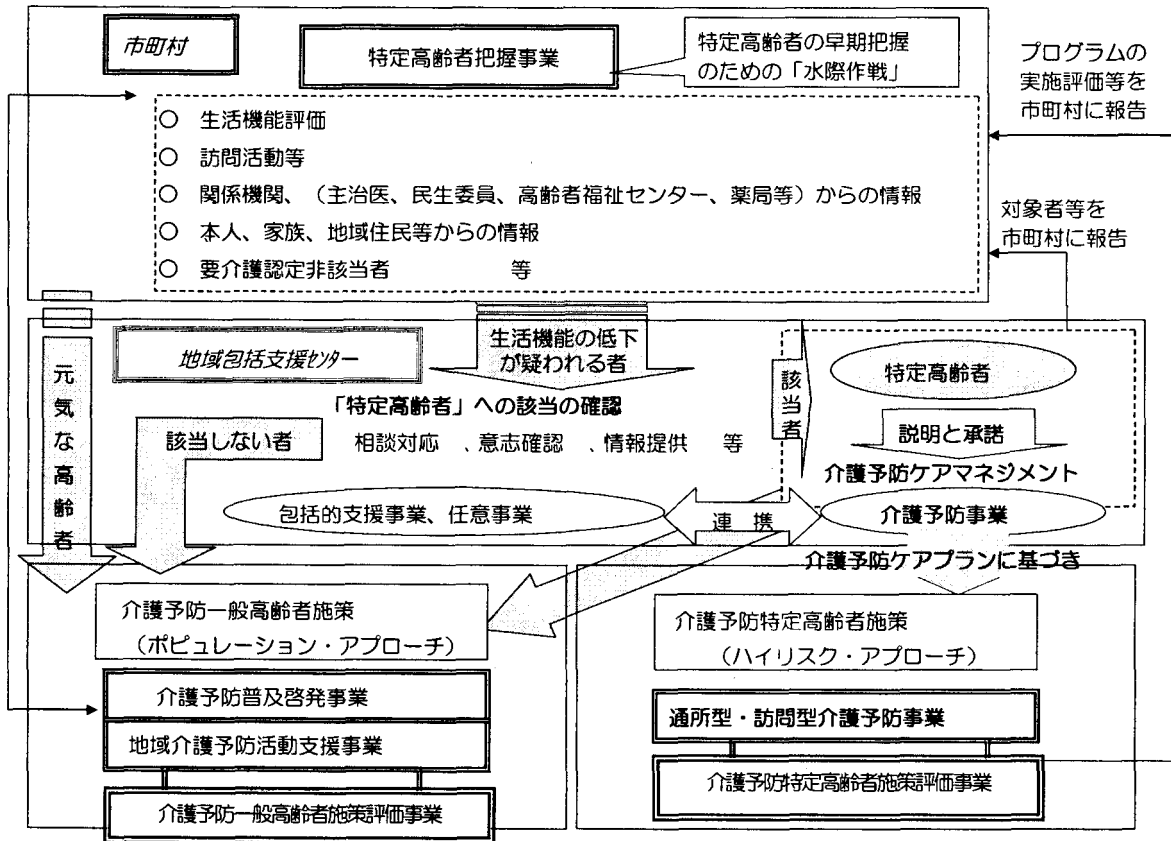 市町村
特定高齢者把握事業
特定高齢者の早期把握
のための「水際作戦」
プログラムの
実施評価等を
市町村に報告
○ 生活機能評価
○ 訪問活動等
○ 関係機関、（主治医、民生委員、高齢者福祉センター、薬局等）からの情報
○ 本人、家族、地域住民等からの情報
○ 要介護認定非該当者 等
対象者等を
市町村に報告
地域包括支援センター
生活機能の低下
が疑われる者
該当者
特定高齢者
元気な高齢者
「特定高齢者」への該当の確認
該当しない者
相談対応 、意志確認 、情報提供 等
説明と承諾
介護予防ケアマネジメント
包括的支援事業、任意事業
連 携
介護予防事業
介護予防ケアプランに基づき
介護予防一般高齢者施策
（ポピュレーション・アプローチ）
介護予防特定高齢者施策
（ハイリスク・アプローチ）
介護予防普及啓発事業
地域介護予防活動支援事業
介護予防一般高齢者施策評価事業
通所型・訪問型介護予防事業
介護予防特定高齢者施策評価事業